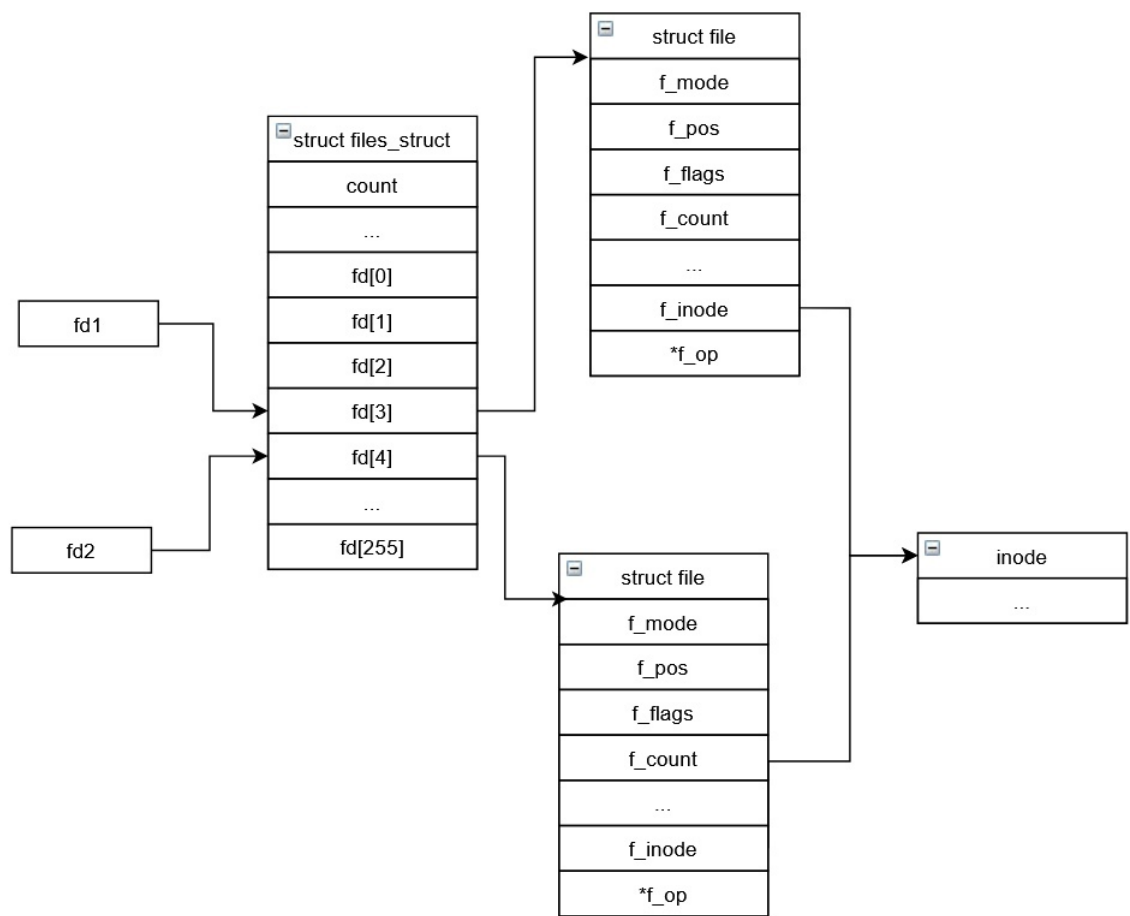 fd1
fd2
struct files_struct
count
...
fd[0]
fd[1]
fd[2]
fd[3]
fd[4]
...
fd[255]
struct file
f_mode
f_pos
f_flags
f_count
...
f_inode
*f_op
struct file
f_mode
f_pos
f_flags
f_count
...
f_inode
*f_op
inode
...